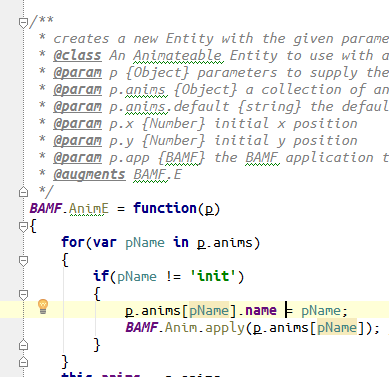 /**
* creates a new Entity with the given parame
* @class An Animateable Entity to use with a
* @param p {Object} parameters to supply the
* @param p.anims {Object} a collection of an
* @param p.anims.default {string} the defaul
* @param p.x {Number} initial x position
* @param p.y {Number} initial y position
* @param p.app {BAMF} the BAMF application t
* @augments BAMF.E
*/
BAMF.AnimE = function(p)
{
for(var pName in p.anims)
{
if(pName != 'init')
{
p.anims[pName].name = pName;
BAMF.Anim.apply(p.anims[pName]);
}
}